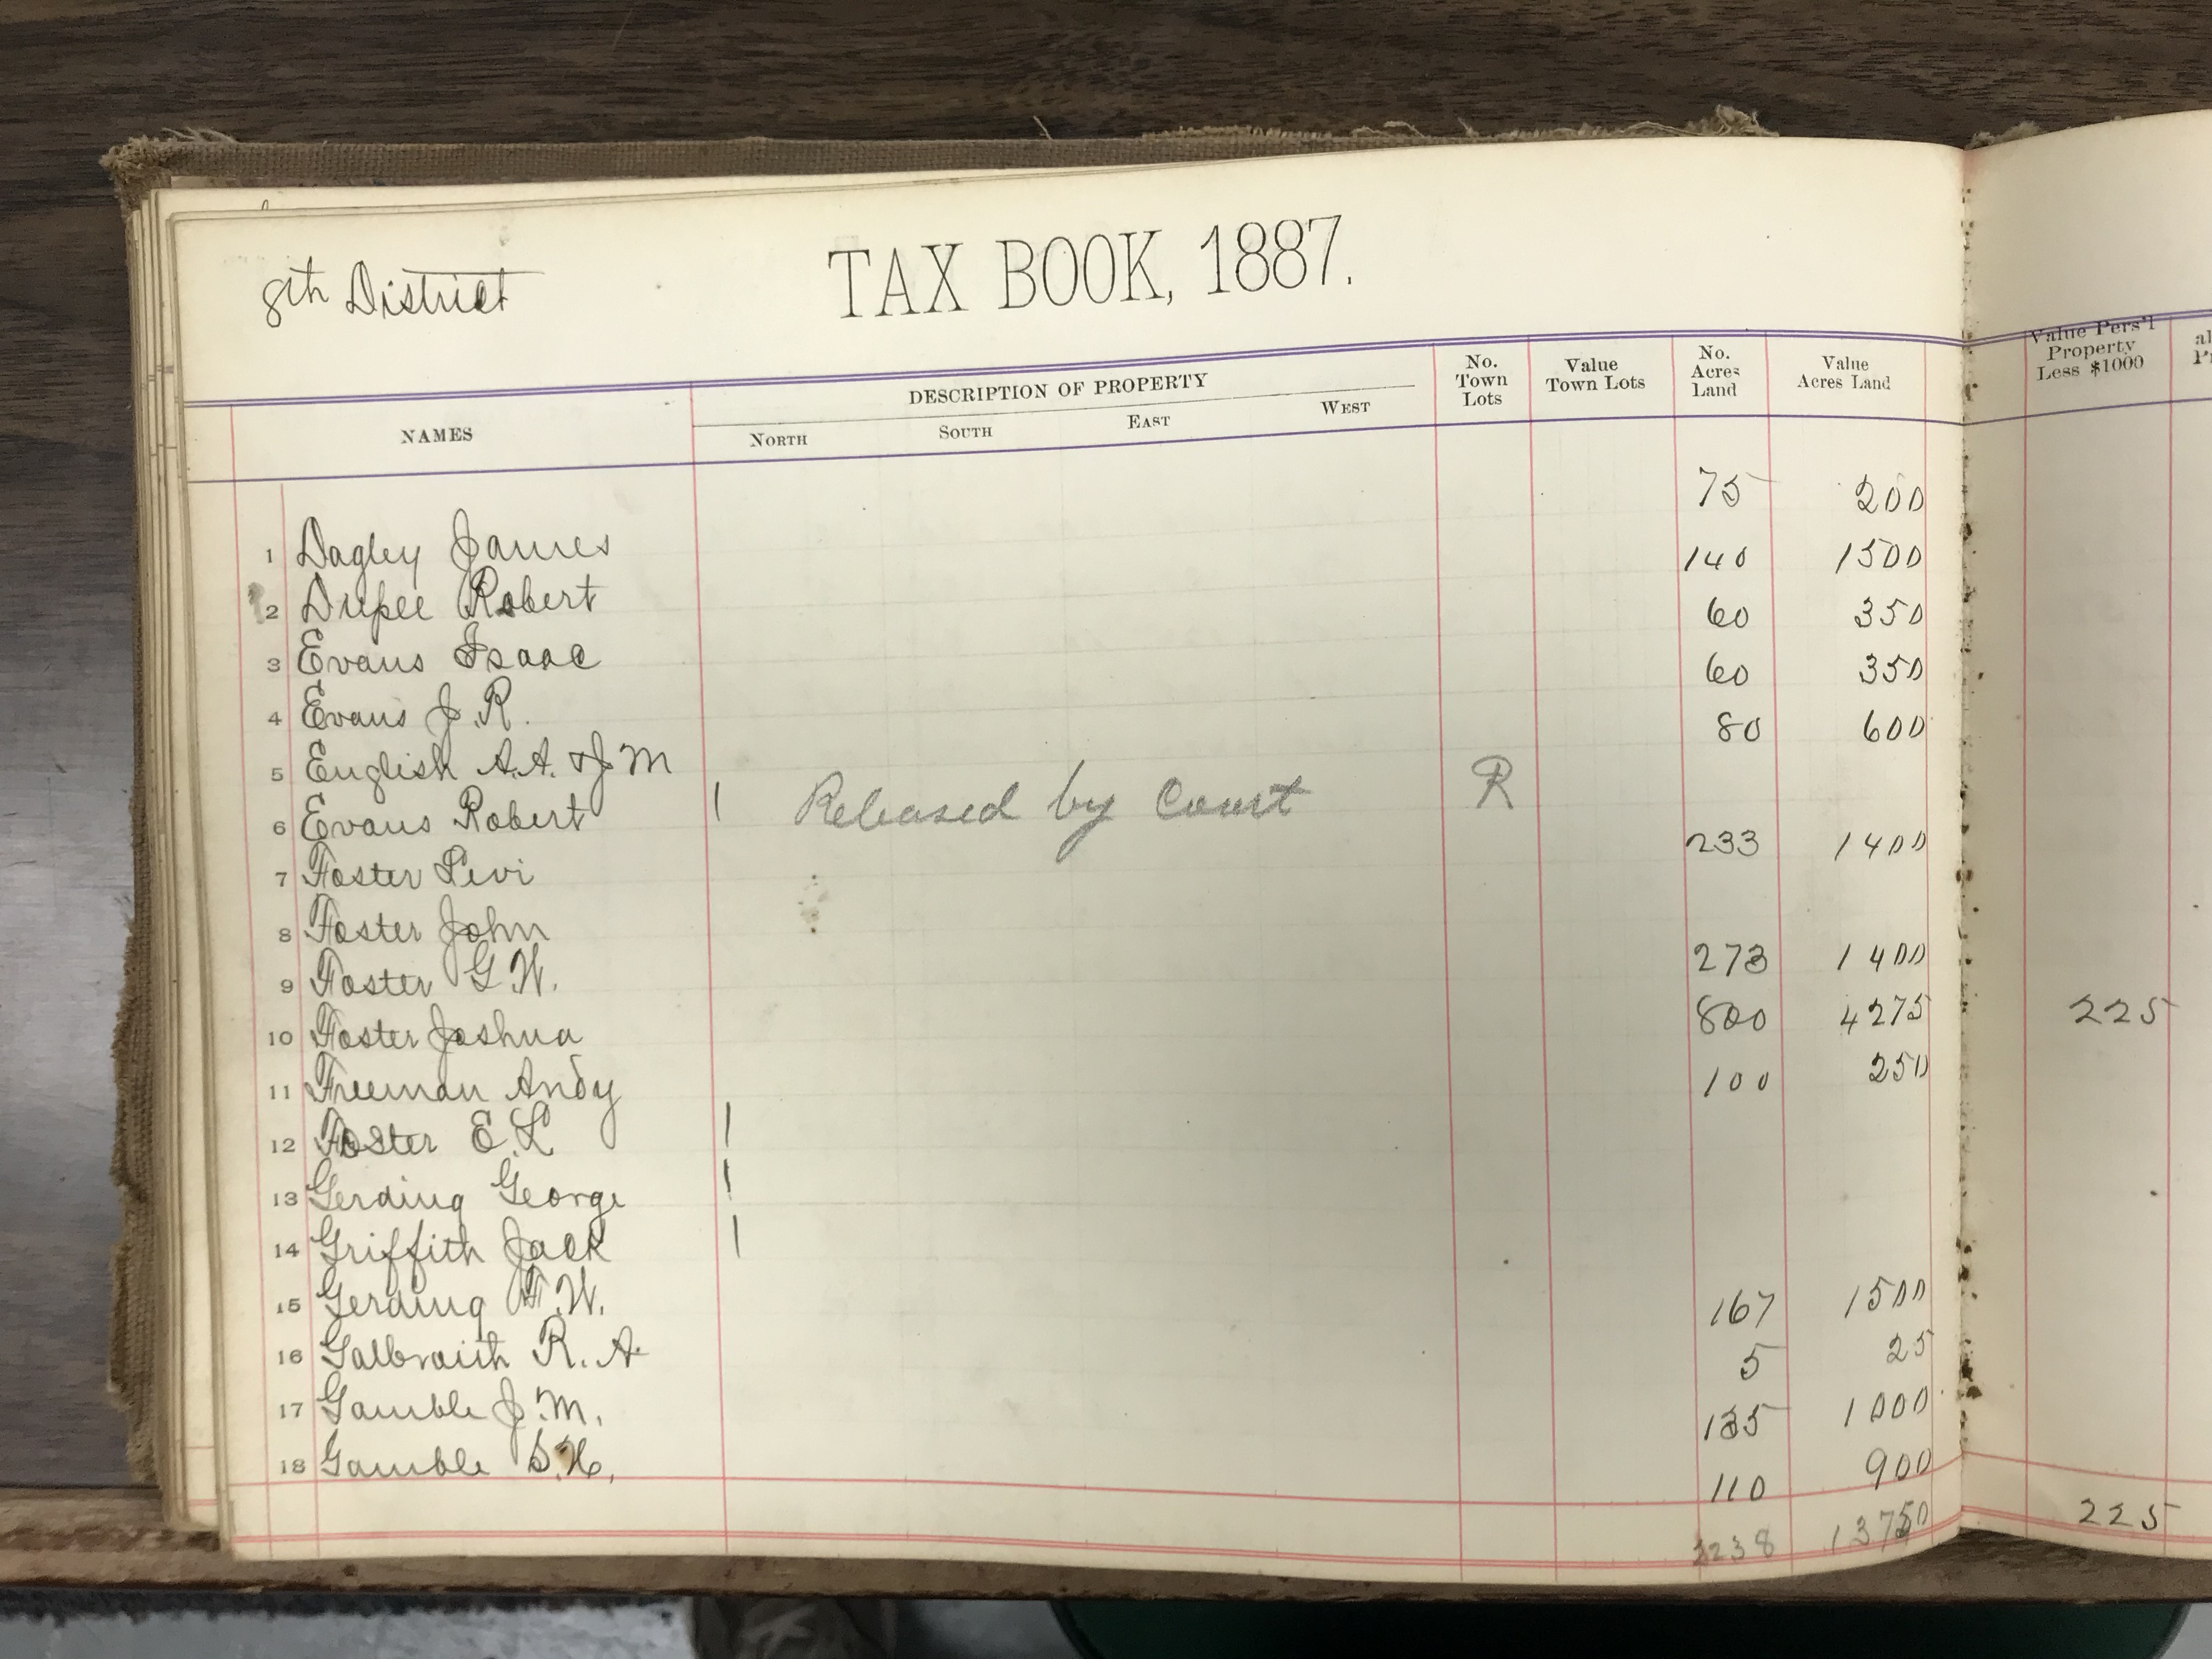 8th District
TAX BOOK, 1887.
NAMES DESCRIPTION OF PROPERTY No. Town Lots Value Town Lots No. Acres Land Value Acres Land Value Pers'l Property Less $1000
NORTH SOUTH EAST WEST
1 Dagley James 75 200
2 Dupee Robert 140 1500
3 Evans Isaac 60 350
4 Evans J. R. 60 350
5 English A.A. & J M 80 600
6 Evans Robert 1 Released by Court R
7 Foster Levi 233 1400
8 Foster John
9 Foster G.W. 273 1400
10 Foster Joshua 800 4275 225
11 Freeman Andy 100 250
12 Foster E.L 1
13 Gerding George 1
14 Griffith Jack 1
15 Gerding F.W. 167 1500
16 Galbraith R. A. 5 25
17 Gamble J.M. 135 1000
18 Gamble S.H. 110 900
2238 13750 225